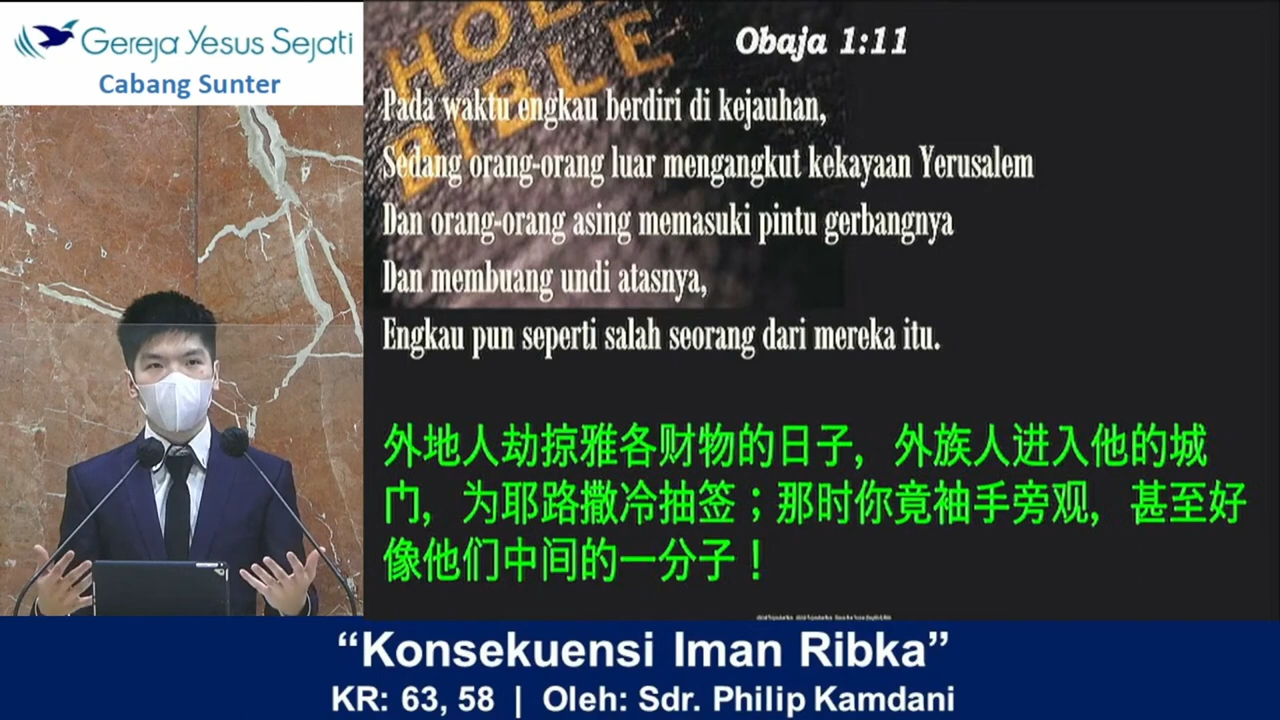 Gereja Yesus Sejati
Cabang Sunter
HOLY
BIBLE
Obaja 1:11
Pada waktu engkau berdiri di kejauhan,
Sedang orang-orang luar mengangkut kekayaan Yerusalem
Dan orang-orang asing memasuki pintu gerbangnya
Dan membuang undi atasnya,
Engkau pun seperti salah seorang dari mereka itu.
外地人劫掠雅各财物的日子，外族人进入他的城
门，为耶路撒冷抽签；那时你竟袖手旁观，甚至好
像他们中间的一分子！
“Konsekuensi Iman Ribka”
KR: 63, 58 | Oleh: Sdr. Philip Kamdani